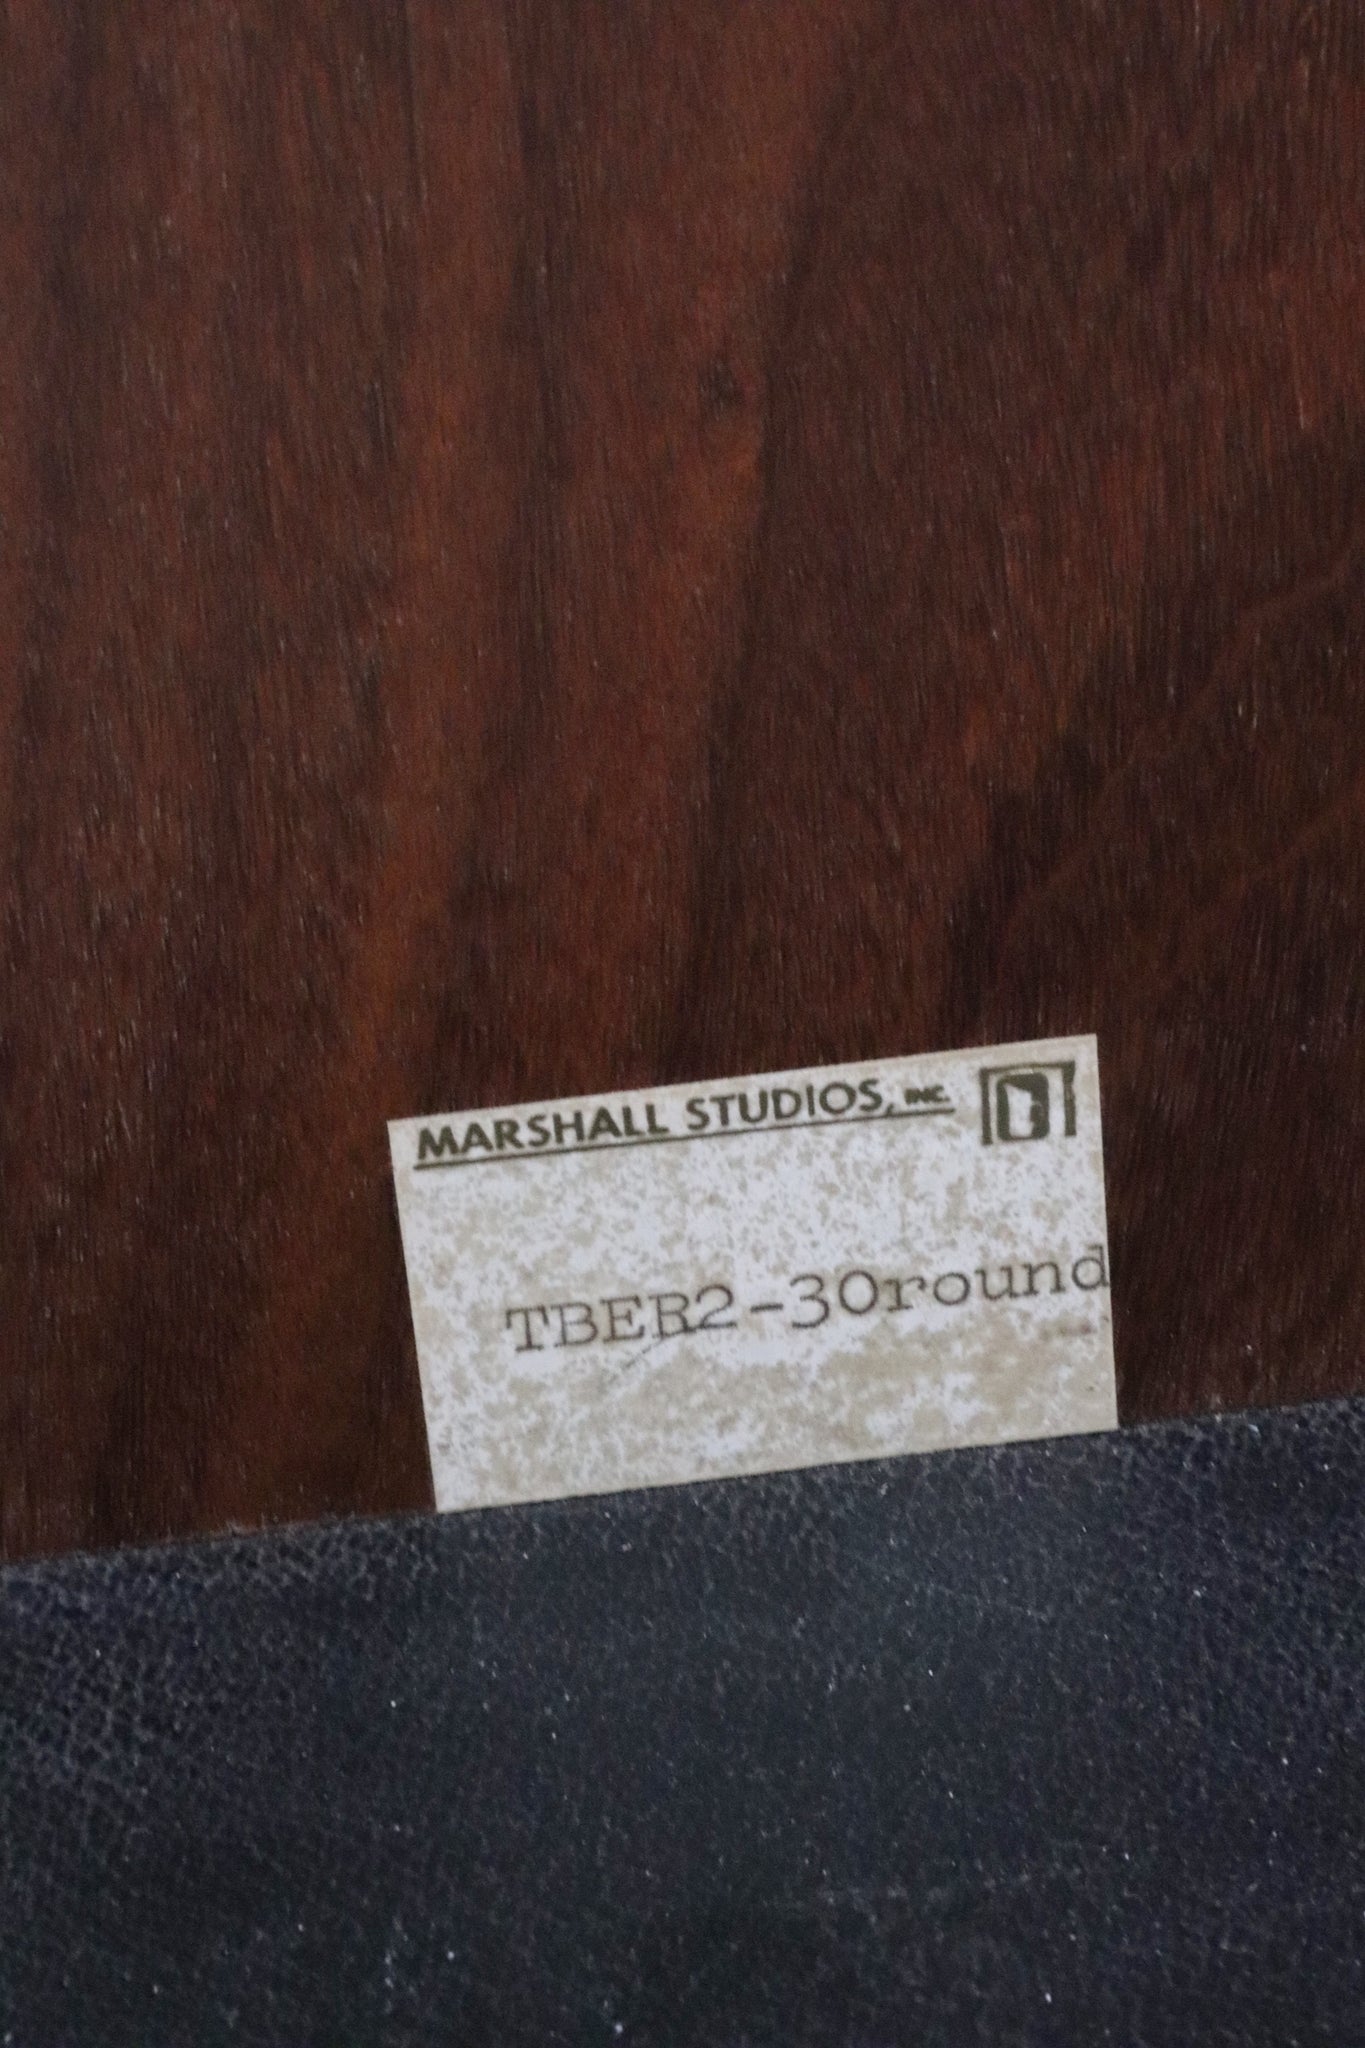 MARSHALL STUDIOS, INC.
TBER2-30round